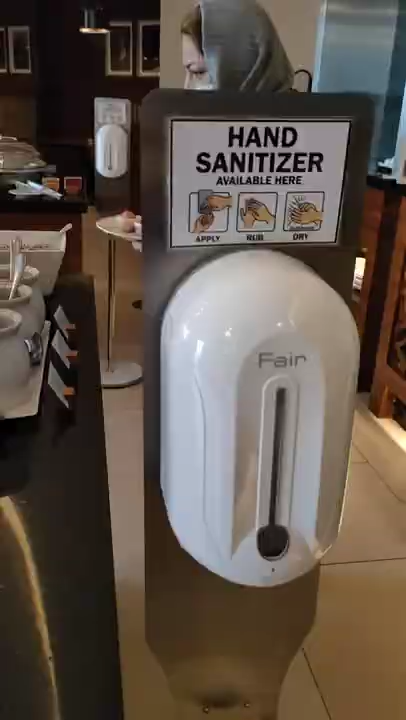 HAND
SANITIZER
AVAILABLE HERE
APPLY RUB DRY
Fair